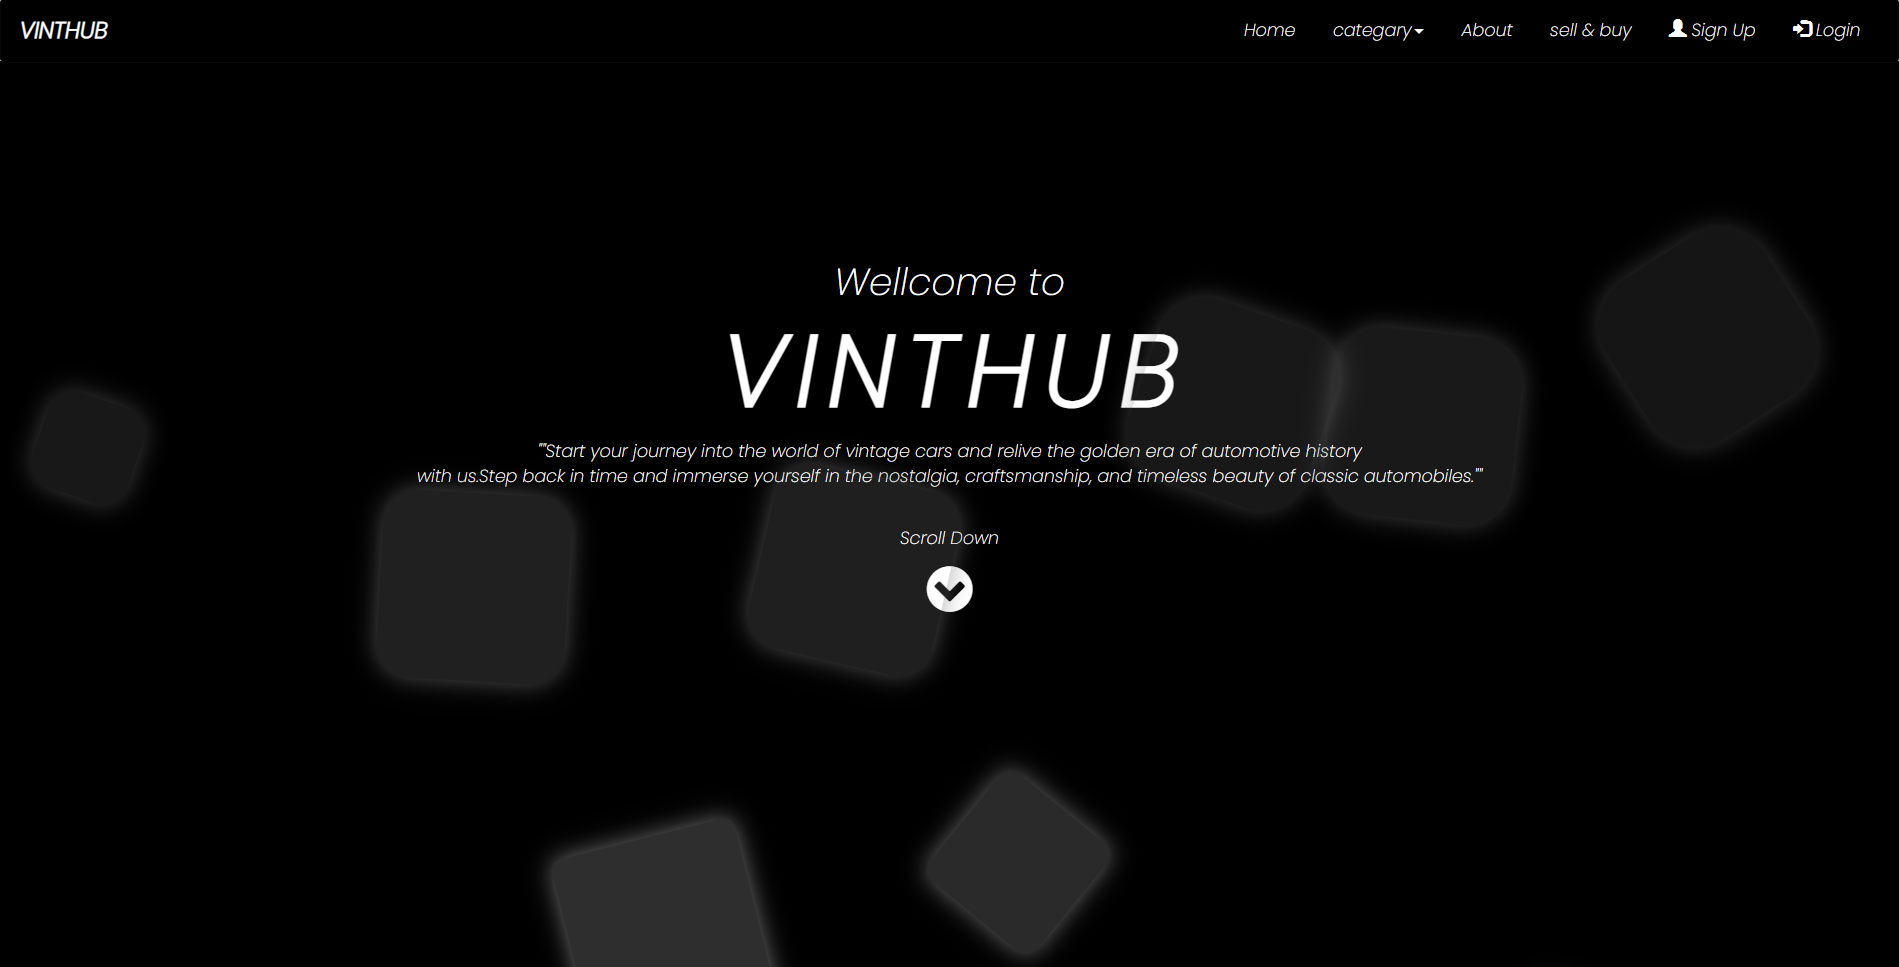 VINTHUB
Home categary About sell & buy Sign Up Login
Wellcome to
VINTHUB
""Start your journey into the world of vintage cars and relive the golden era of automotive history
with us.Step back in time and immerse yourself in the nostalgia, craftsmanship, and timeless beauty of classic automobiles.""
Scroll Down